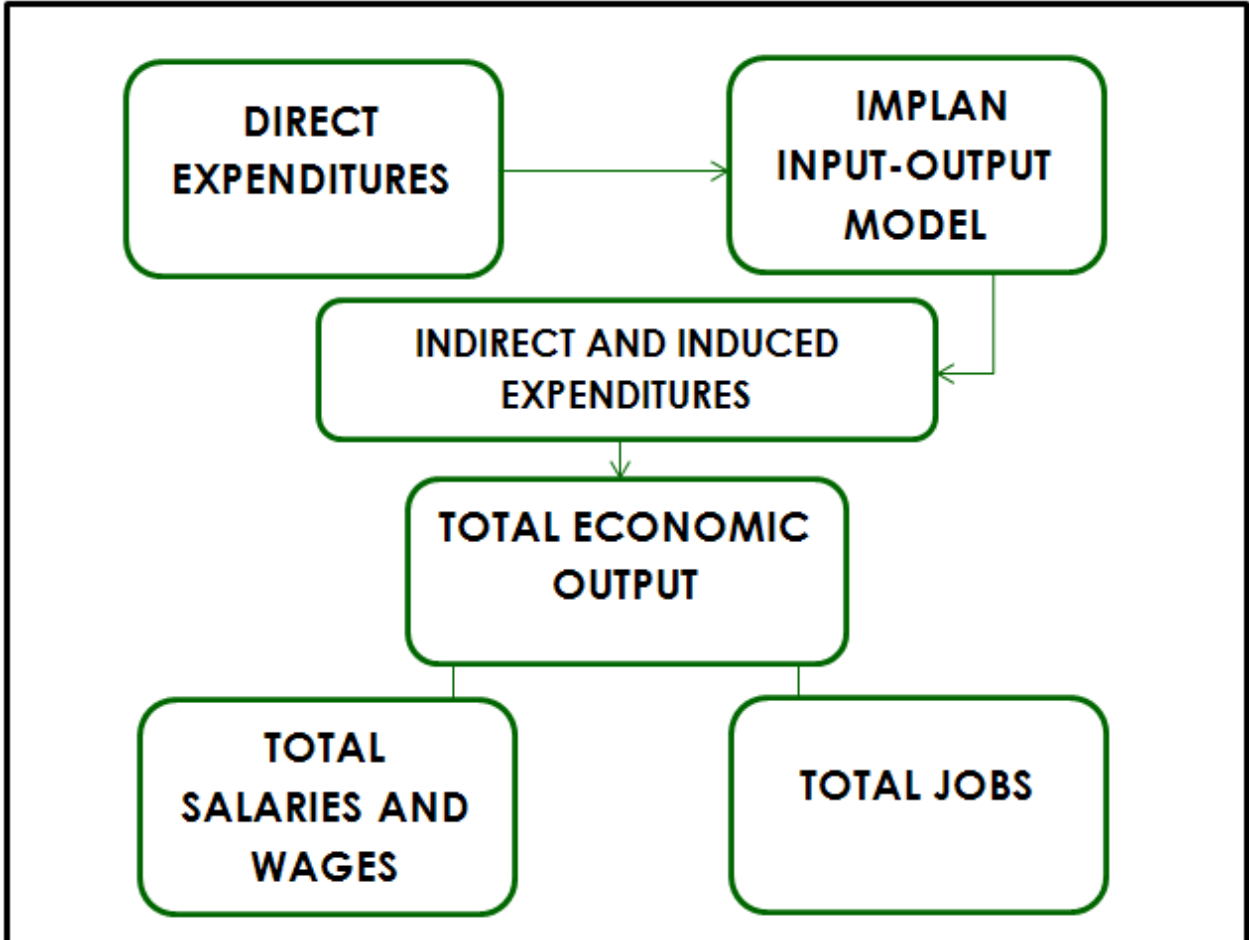 DIRECT
EXPENDITURES
IMPLAN
INPUT-OUTPUT
MODEL
INDIRECT AND INDUCED
EXPENDITURES
TOTAL ECONOMIC
OUTPUT
TOTAL
SALARIES AND
WAGES
TOTAL JOBS